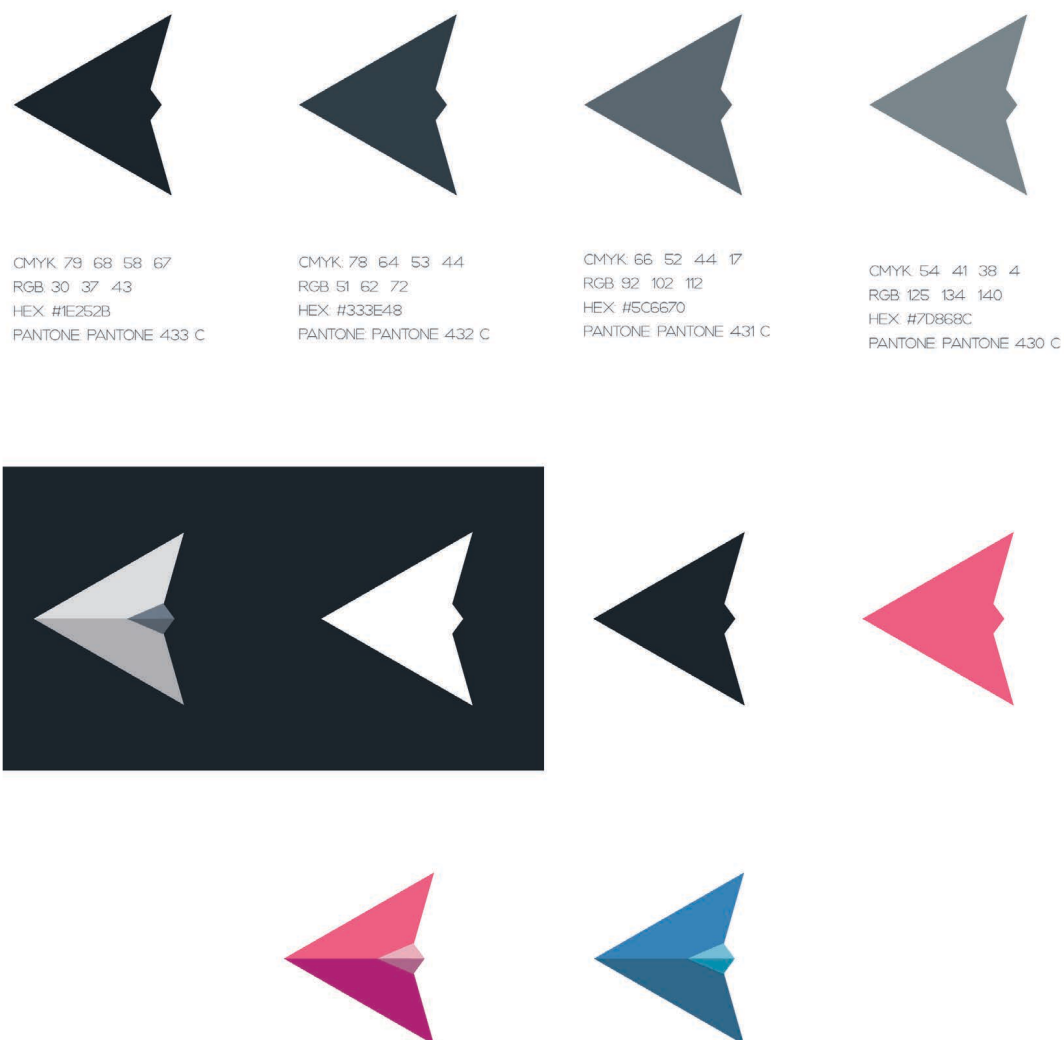 CMYK: 79 68 58 67
RGB: 30 37 43
HEX: #1E252B
PANTONE: PANTONE 433 C
CMYK: 78 64 53 44
RGB: 51 62 72
HEX: #333E48
PANTONE: PANTONE 432 C
CMYK: 66 52 44 17
RGB: 92 102 112
HEX: #5C6670
PANTONE: PANTONE 431 C
CMYK: 54 41 38 4
RGB: 125 134 140
HEX: #7D868C
PANTONE: PANTONE 430 C